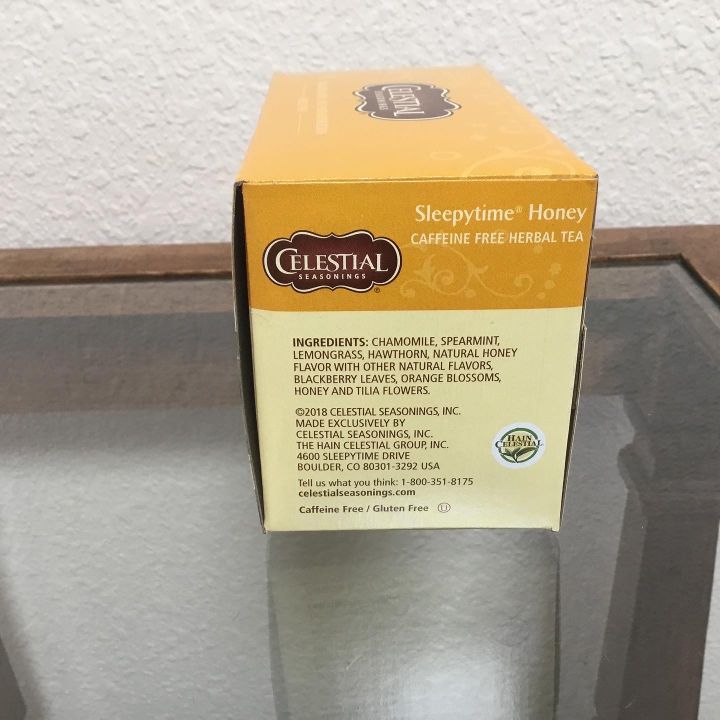 CELESTIAL
SEASONINGS
Sleepytime® Honey
CAFFEINE FREE HERBAL TEA
CELESTIAL
SEASONINGS
®
INGREDIENTS: CHAMOMILE, SPEARMINT,
LEMONGRASS, HAWTHORN, NATURAL HONEY
FLAVOR WITH OTHER NATURAL FLAVORS,
BLACKBERRY LEAVES, ORANGE BLOSSOMS,
HONEY AND TILIA FLOWERS.
©2018 CELESTIAL SEASONINGS, INC.
MADE EXCLUSIVELY BY
CELESTIAL SEASONINGS, INC.
THE HAIN CELESTIAL GROUP, INC.
4600 SLEEPYTIME DRIVE
BOULDER, CO 80301-3292 USA
HAIN
CELESTIAL
Tell us what you think: 1-800-351-8175
celestialseasonings.com
Caffeine Free / Gluten Free Ⓤ